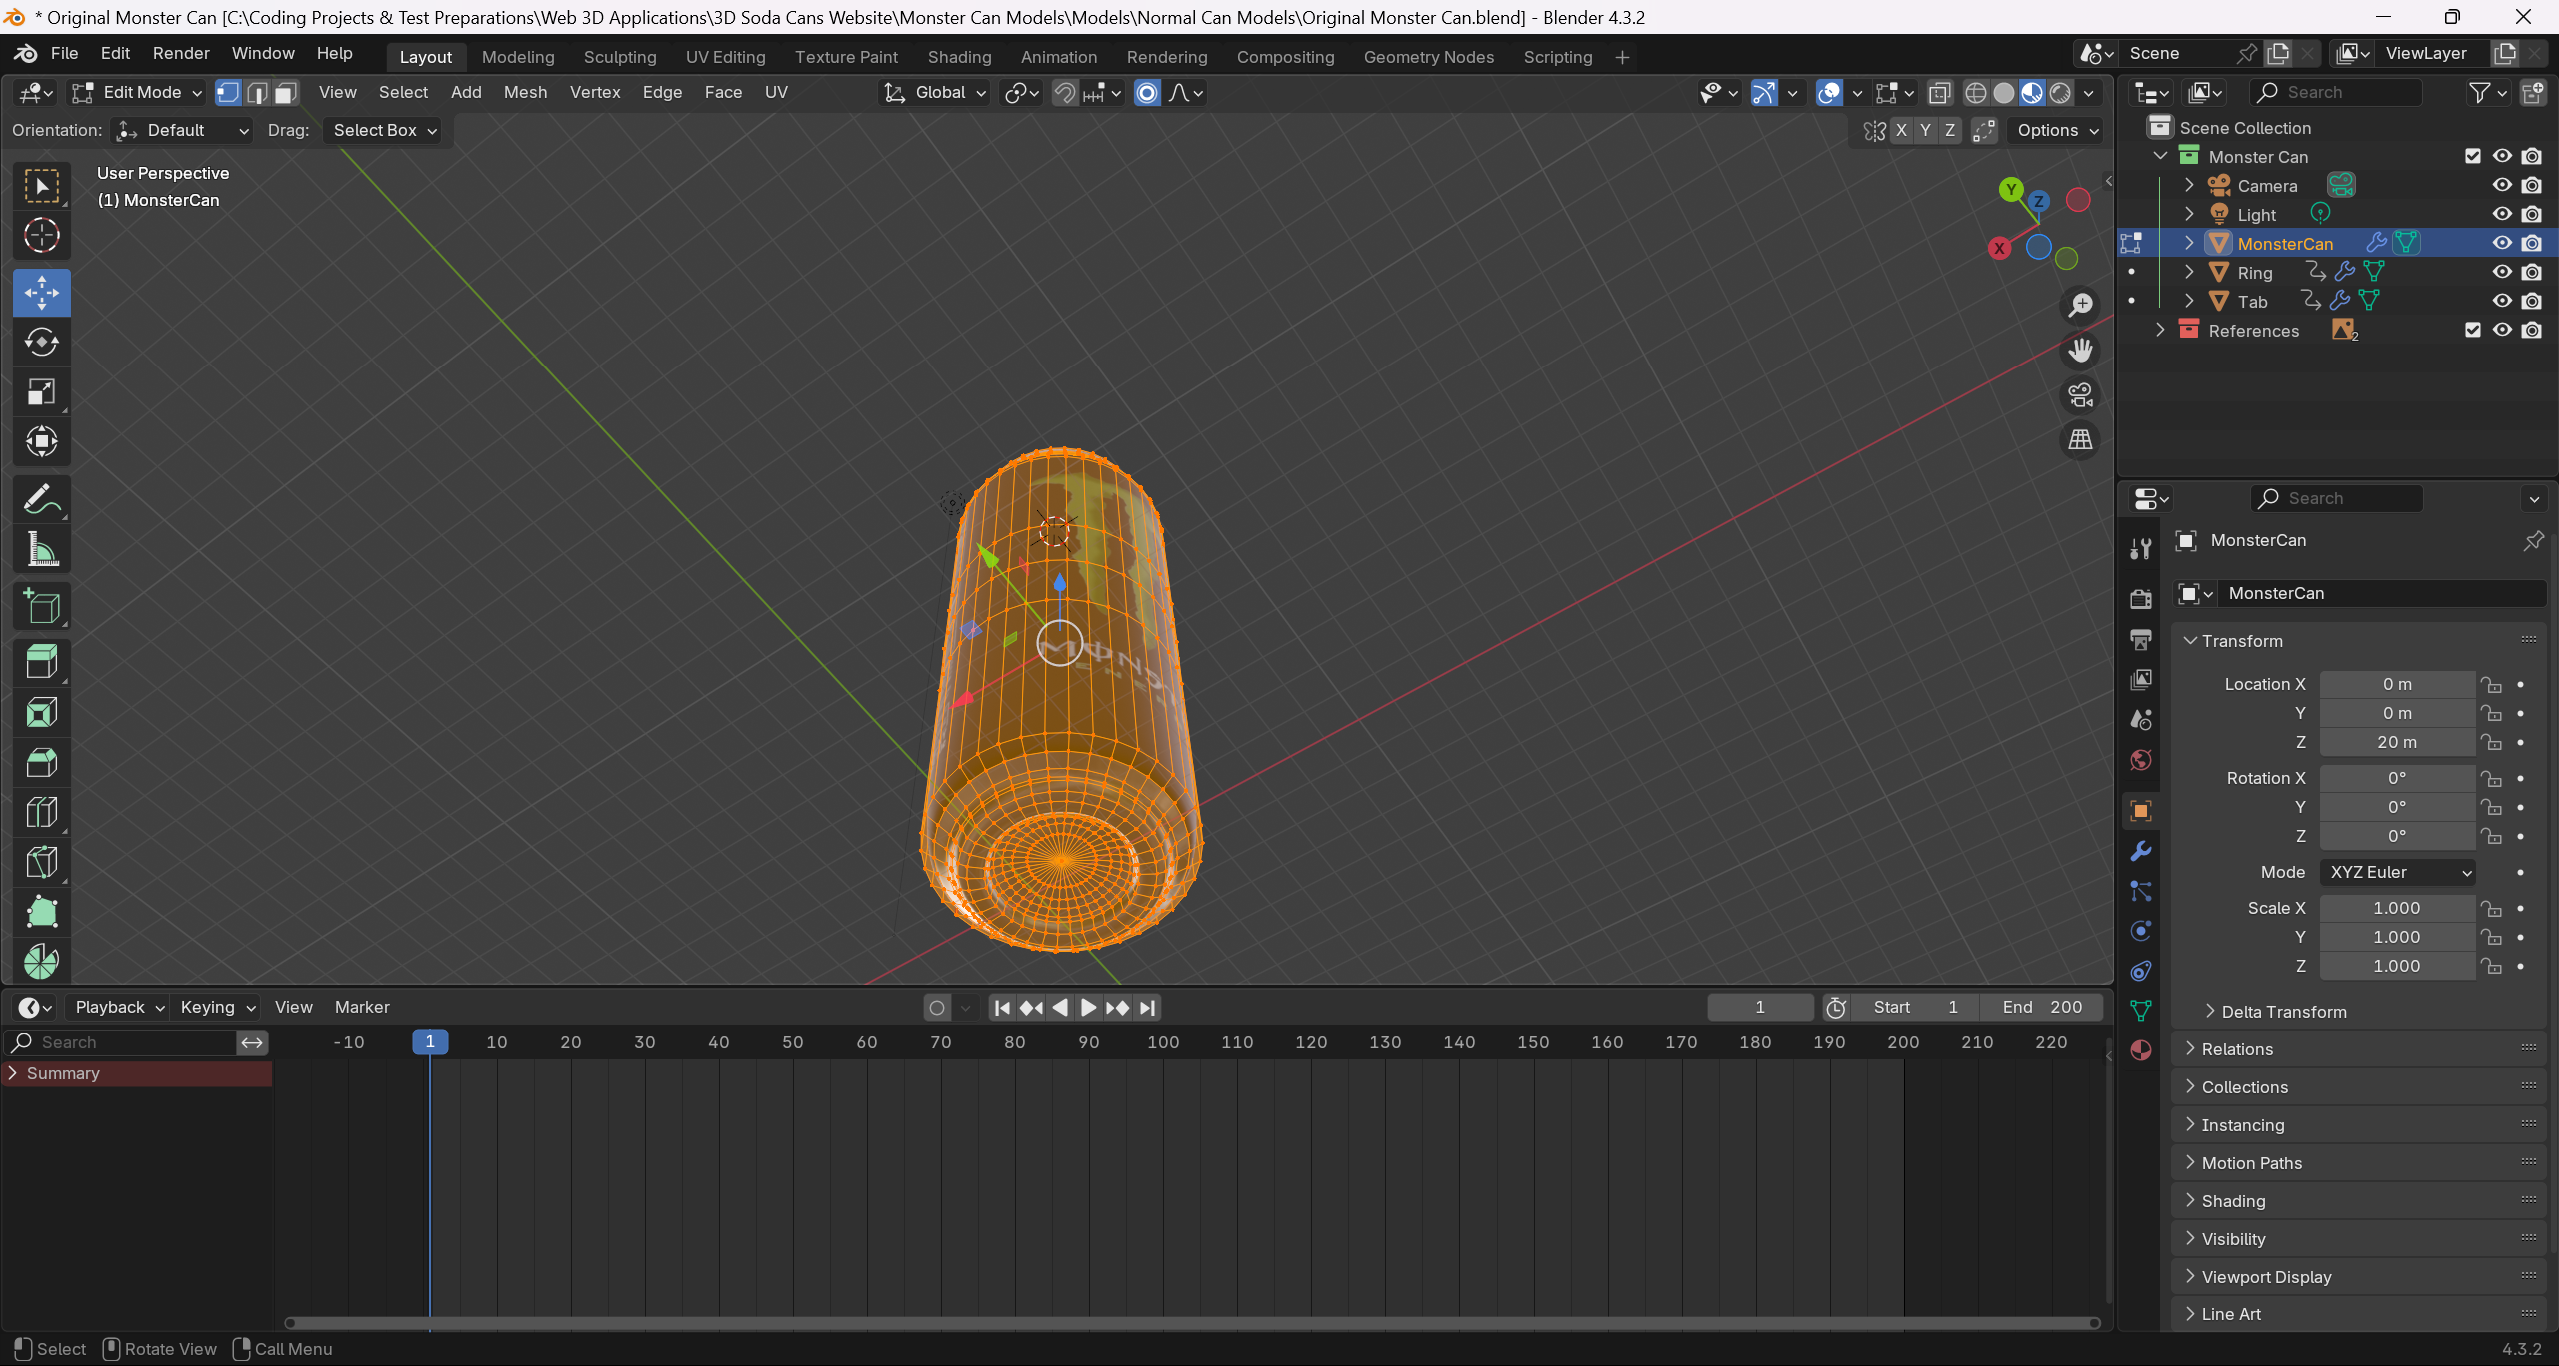 * Original Monster Can [C:\Coding Projects & Test Preparations\Web 3D Applications\3D Soda Cans Website\Monster Can Models\Models\Normal Can Models\Original Monster Can.blend] - Blender 4.3.2
File Edit Render Window Help Layout Modeling Sculpting UV Editing Texture Paint Shading Animation Rendering Compositing Geometry Nodes Scripting + Scene ViewLayer
Edit Mode View Select Add Mesh Vertex Edge Face UV Global Search
Orientation: Default Drag: Select Box X Y Z Options
User Perspective
(1) MonsterCan
Y
Z
X
Scene Collection
Monster Can
Camera
Light
MonsterCan
Ring
Tab
References 2
Search
MonsterCan
MonsterCan
Transform
Location X 0 m
Y 0 m
Z 20 m
Rotation X 0°
Y 0°
Z 0°
Mode XYZ Euler
Scale X 1.000
Y 1.000
Z 1.000
Delta Transform
Relations
Collections
Instancing
Motion Paths
Shading
Visibility
Viewport Display
Line Art
Playback Keying View Marker 1 Start 1 End 200
Search -10 1 10 20 30 40 50 60 70 80 90 100 110 120 130 140 150 160 170 180 190 200 210 220
Summary
Select Rotate View Call Menu 4.3.2